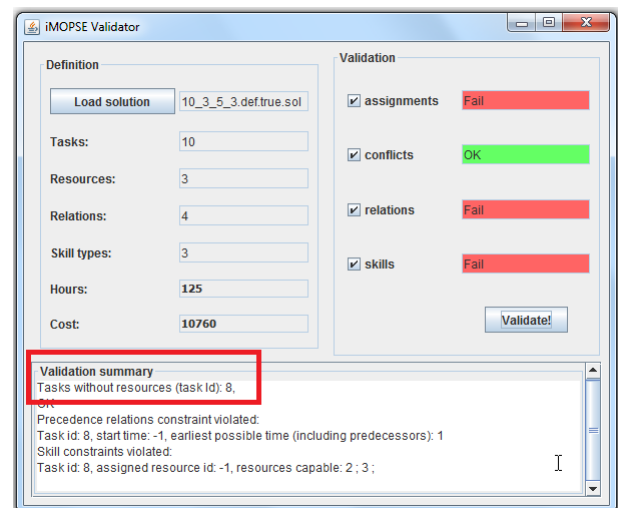 iMOPSE Validator
Definition
Load solution 10_3_5_3.def.true.sol
Tasks: 10
Resources: 3
Relations: 4
Skill types: 3
Hours: 125
Cost: 10760
Validation
assignments Fail
conflicts OK
relations Fail
skills Fail
Validate!
Validation summary
Tasks without resources (task Id): 8,
OK
Precedence relations constraint violated:
Task id: 8, start time: -1, earliest possible time (including predecessors): 1
Skill constraints violated:
Task id: 8, assigned resource id: -1, resources capable: 2 ; 3 ;